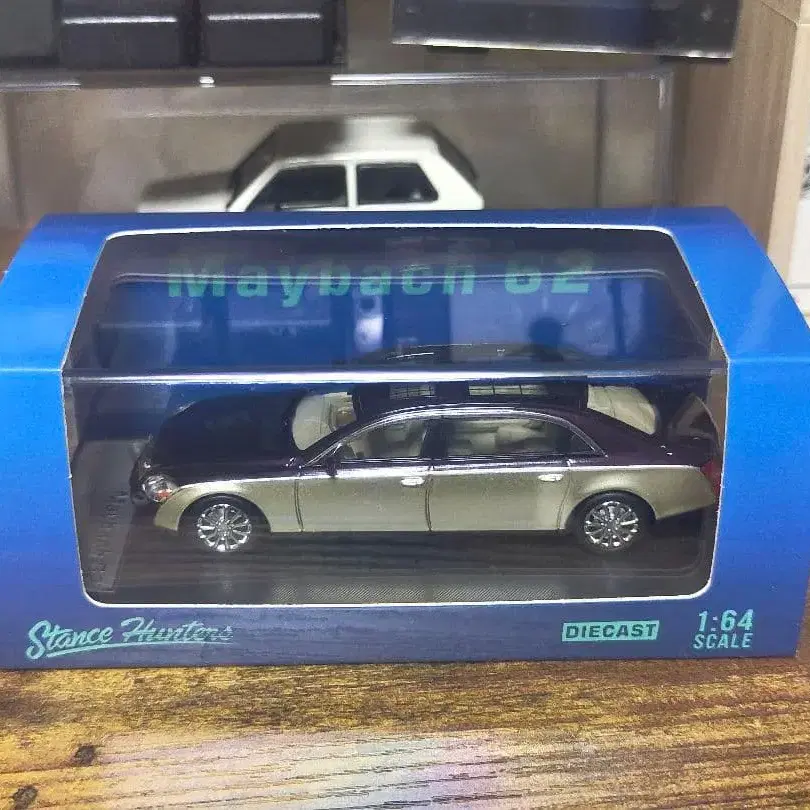 Maybach 62
Stance Hunters
DIECAST
1:64
SCALE